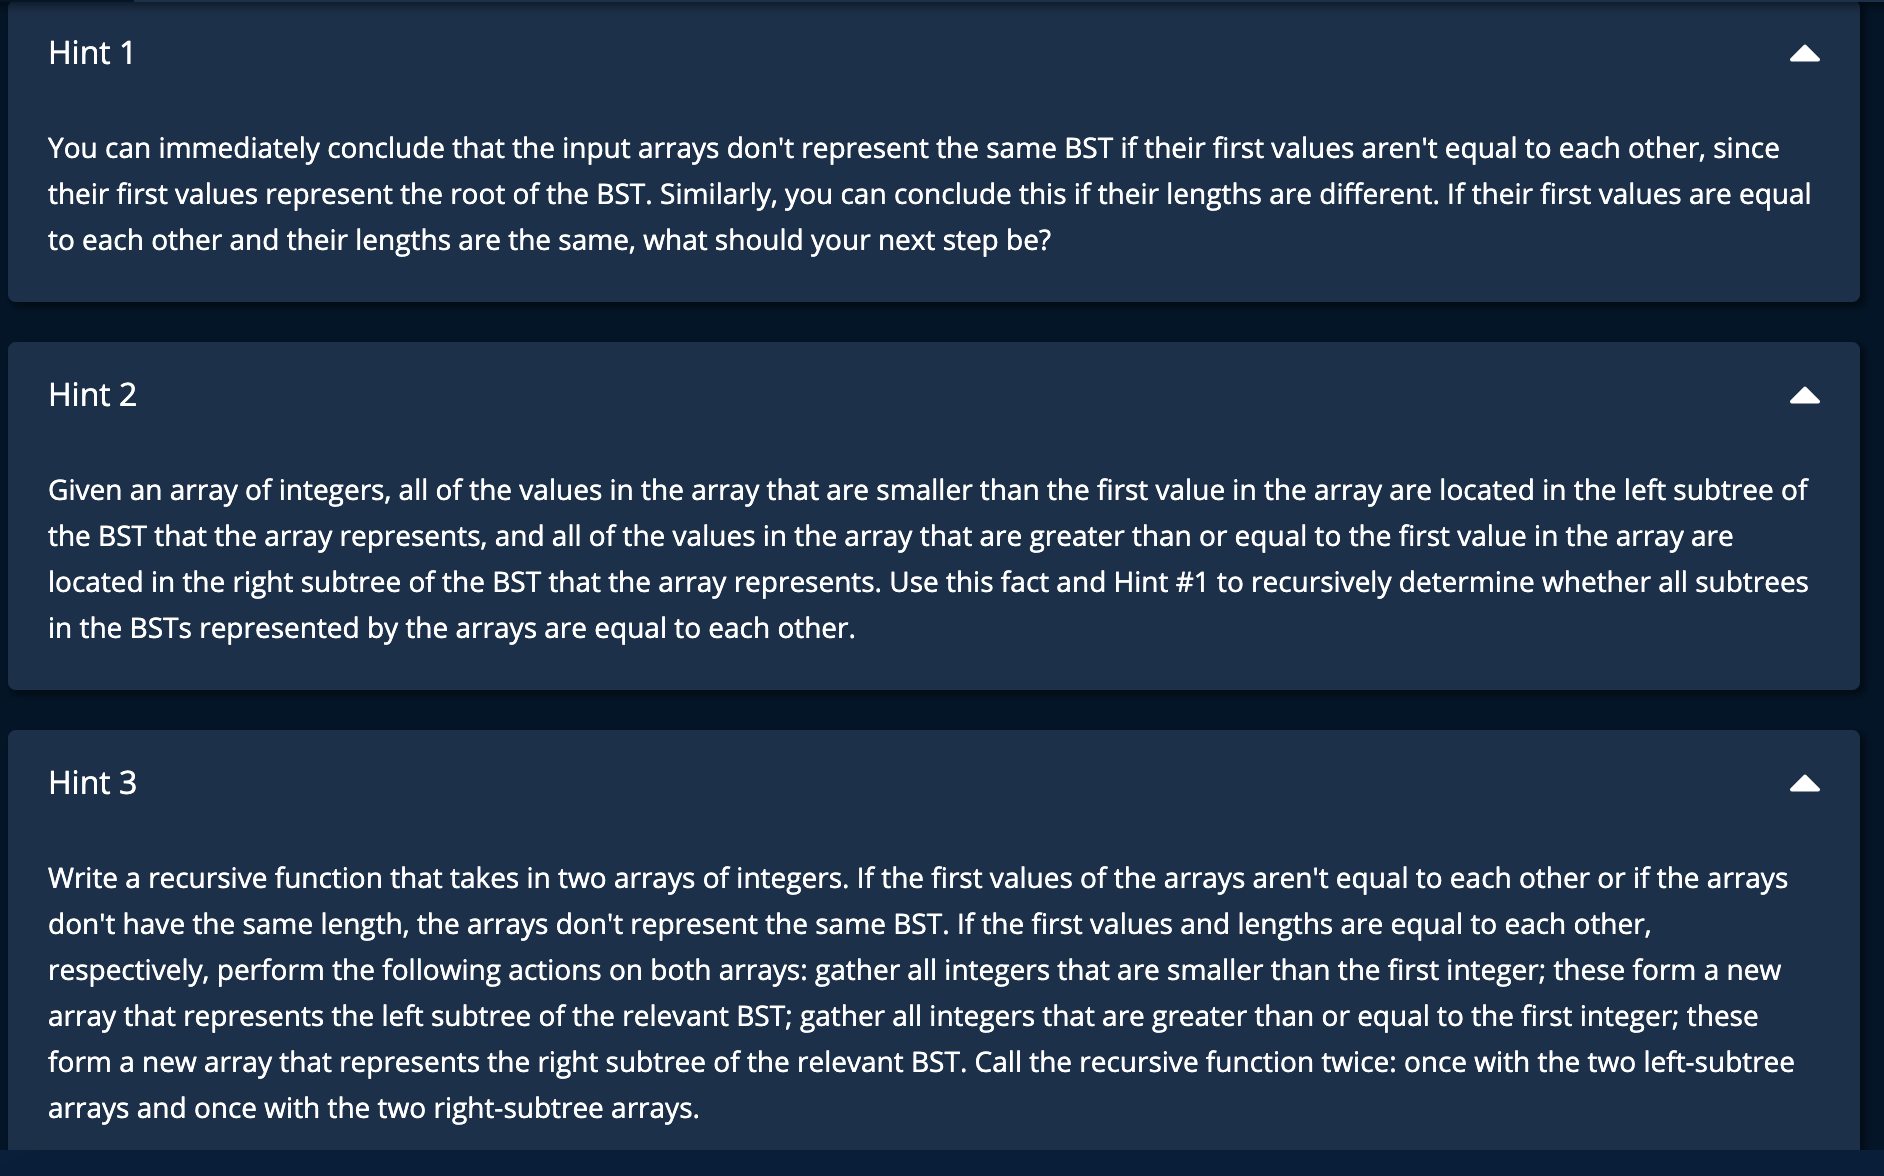 Hint 1
You can immediately conclude that the input arrays don't represent the same BST if their first values aren't equal to each other, since
their first values represent the root of the BST. Similarly, you can conclude this if their lengths are different. If their first values are equal
to each other and their lengths are the same, what should your next step be?
Hint 2
Given an array of integers, all of the values in the array that are smaller than the first value in the array are located in the left subtree of
the BST that the array represents, and all of the values in the array that are greater than or equal to the first value in the array are
located in the right subtree of the BST that the array represents. Use this fact and Hint #1 to recursively determine whether all subtrees
in the BSTs represented by the arrays are equal to each other.
Hint 3
Write a recursive function that takes in two arrays of integers. If the first values of the arrays aren't equal to each other or if the arrays
don't have the same length, the arrays don't represent the same BST. If the first values and lengths are equal to each other,
respectively, perform the following actions on both arrays: gather all integers that are smaller than the first integer; these form a new
array that represents the left subtree of the relevant BST; gather all integers that are greater than or equal to the first integer; these
form a new array that represents the right subtree of the relevant BST. Call the recursive function twice: once with the two left-subtree
arrays and once with the two right-subtree arrays.